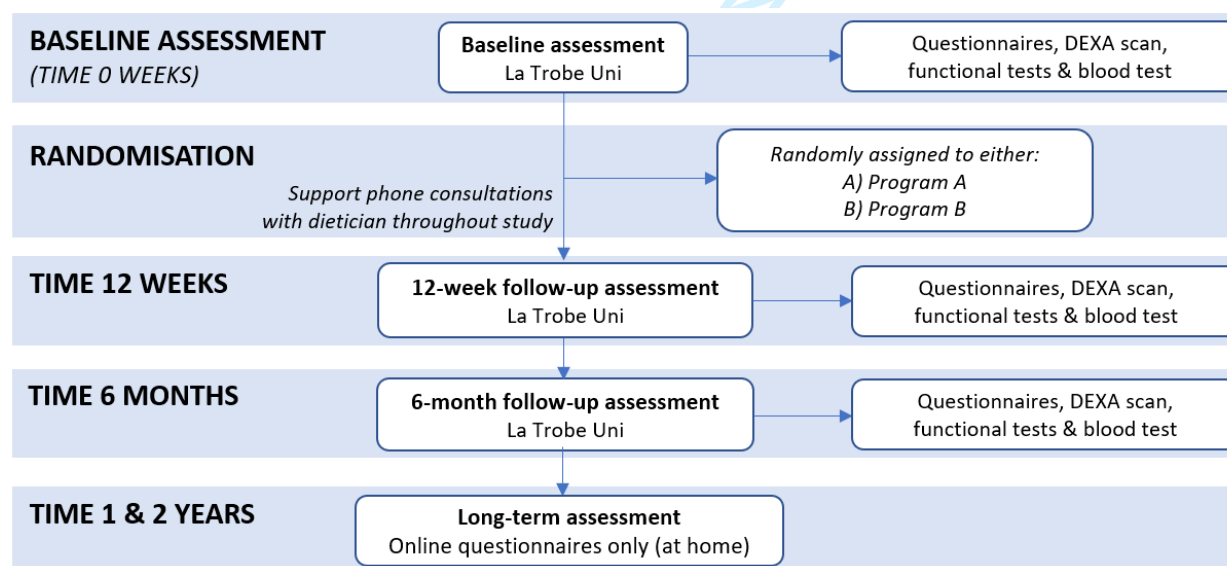 BASELINE ASSESSMENT
(TIME 0 WEEKS)
Baseline assessment
La Trobe Uni
Questionnaires, DEXA scan,
functional tests & blood test
RANDOMISATION
Support phone consultations
with dietician throughout study
Randomly assigned to either:
A) Program A
B) Program B
TIME 12 WEEKS
12-week follow-up assessment
La Trobe Uni
Questionnaires, DEXA scan,
functional tests & blood test
TIME 6 MONTHS
6-month follow-up assessment
La Trobe Uni
Questionnaires, DEXA scan,
functional tests & blood test
TIME 1 & 2 YEARS
Long-term assessment
Online questionnaires only (at home)